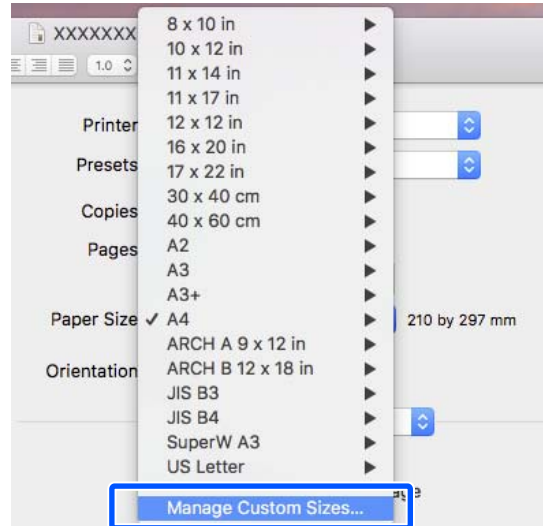 XXXXXXX
1.0
8 x 10 in
10 x 12 in
11 x 14 in
11 x 17 in
Printer
12 x 12 in
16 x 20 in
Presets
17 x 22 in
30 x 40 cm
Copies
40 x 60 cm
Pages
A2
A3
A3+
Paper Size ✓ A4 210 by 297 mm
ARCH A 9 x 12 in
Orientation
ARCH B 12 x 18 in
JIS B3
JIS B4
SuperW A3
US Letter
Manage Custom Sizes...